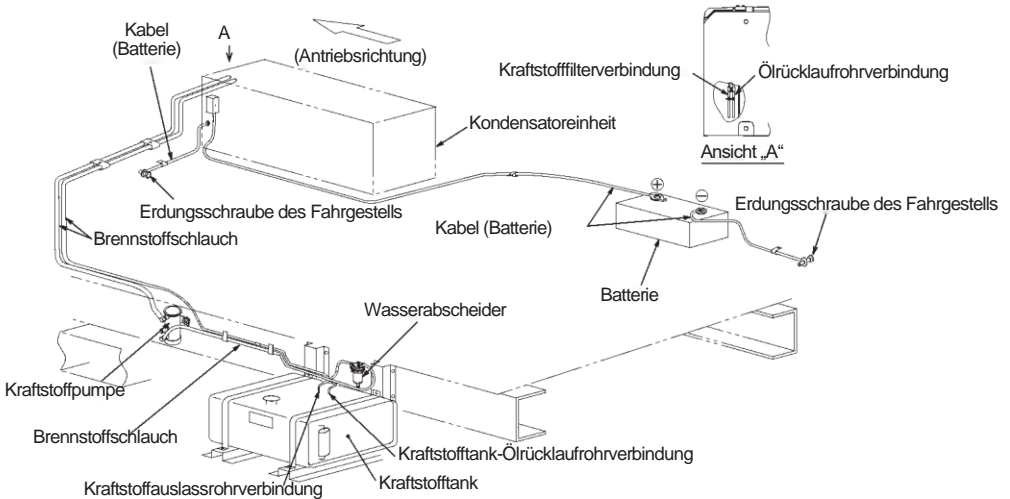 Kabel
(Batterie)
A
(Antriebsrichtung)
Kraftstofffilterverbindung
Ölrücklaufrohrverbindung
Kondensatoreinheit
Ansicht „A“
Erdungsschraube des Fahrgestells
Brennstoffschlauch
Kabel (Batterie)
+
−
Erdungsschraube des Fahrgestells
Batterie
Wasserabscheider
Kraftstoffpumpe
Brennstoffschlauch
Kraftstofftank-Ölrücklaufrohrverbindung
Kraftstoffauslassrohrverbindung
Kraftstofftank